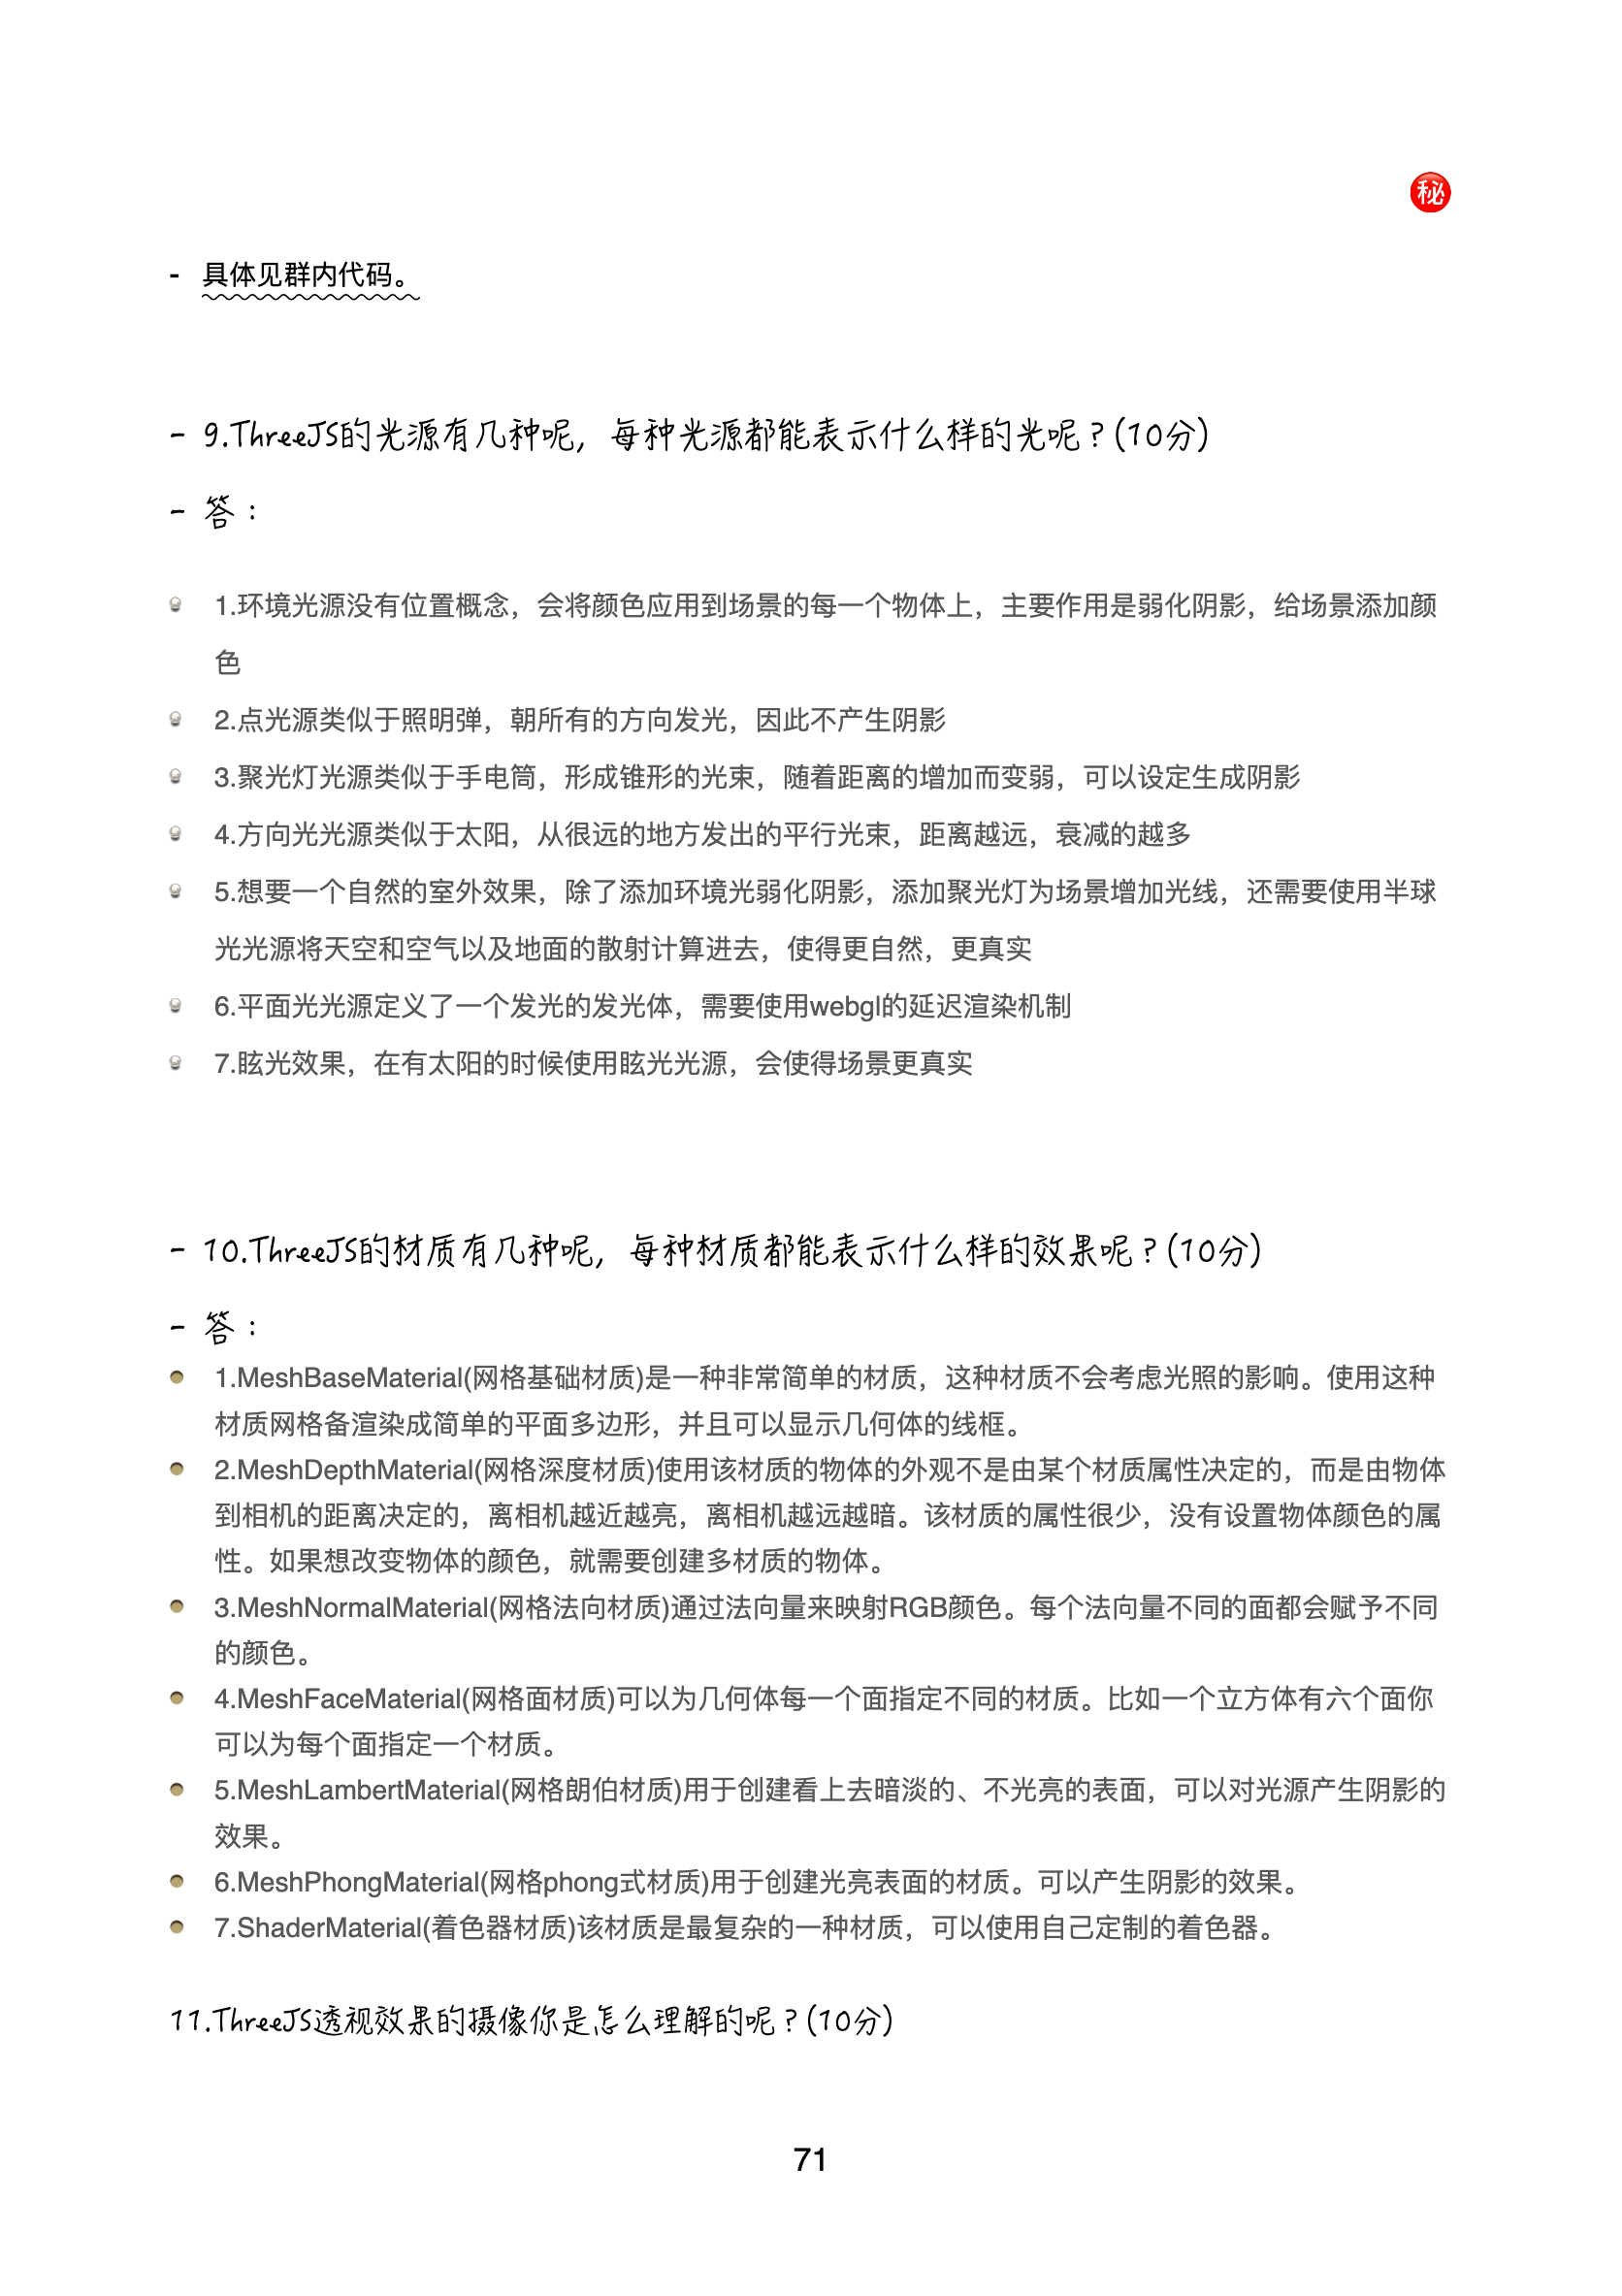 秘
- 具体见群内代码。
- 9.ThreeJS的光源有几种呢，每种光源都能表示什么样的光呢？(10分)
- 答：
1.环境光源没有位置概念，会将颜色应用到场景的每一个物体上，主要作用是弱化阴影，给场景添加颜
色
2.点光源类似于照明弹，朝所有的方向发光，因此不产生阴影
3.聚光灯光源类似于手电筒，形成锥形的光束，随着距离的增加而变弱，可以设定生成阴影
4.方向光光源类似于太阳，从很远的地方发出的平行光束，距离越远，衰减的越多
5.想要一个自然的室外效果，除了添加环境光弱化阴影，添加聚光灯为场景增加光线，还需要使用半球
光光源将天空和空气以及地面的散射计算进去，使得更自然，更真实
6.平面光光源定义了一个发光的发光体，需要使用webgl的延迟渲染机制
7.眩光效果，在有太阳的时候使用眩光光源，会使得场景更真实
- 10.ThreeJS的材质有几种呢，每种材质都能表示什么样的效果呢？(10分)
- 答：
1.MeshBaseMaterial(网格基础材质)是一种非常简单的材质，这种材质不会考虑光照的影响。使用这种
材质网格备渲染成简单的平面多边形，并且可以显示几何体的线框。
2.MeshDepthMaterial(网格深度材质)使用该材质的物体的外观不是由某个材质属性决定的，而是由物体
到相机的距离决定的，离相机越近越亮，离相机越远越暗。该材质的属性很少，没有设置物体颜色的属
性。如果想改变物体的颜色，就需要创建多材质的物体。
3.MeshNormalMaterial(网格法向材质)通过法向量来映射RGB颜色。每个法向量不同的面都会赋予不同
的颜色。
4.MeshFaceMaterial(网格面材质)可以为几何体每一个面指定不同的材质。比如一个立方体有六个面你
可以为每个面指定一个材质。
5.MeshLambertMaterial(网格朗伯材质)用于创建看上去暗淡的、不光亮的表面，可以对光源产生阴影的
效果。
6.MeshPhongMaterial(网格phong式材质)用于创建光亮表面的材质。可以产生阴影的效果。
7.ShaderMaterial(着色器材质)该材质是最复杂的一种材质，可以使用自己定制的着色器。
11.ThreeJS透视效果的摄像你是怎么理解的呢？(10分)
71